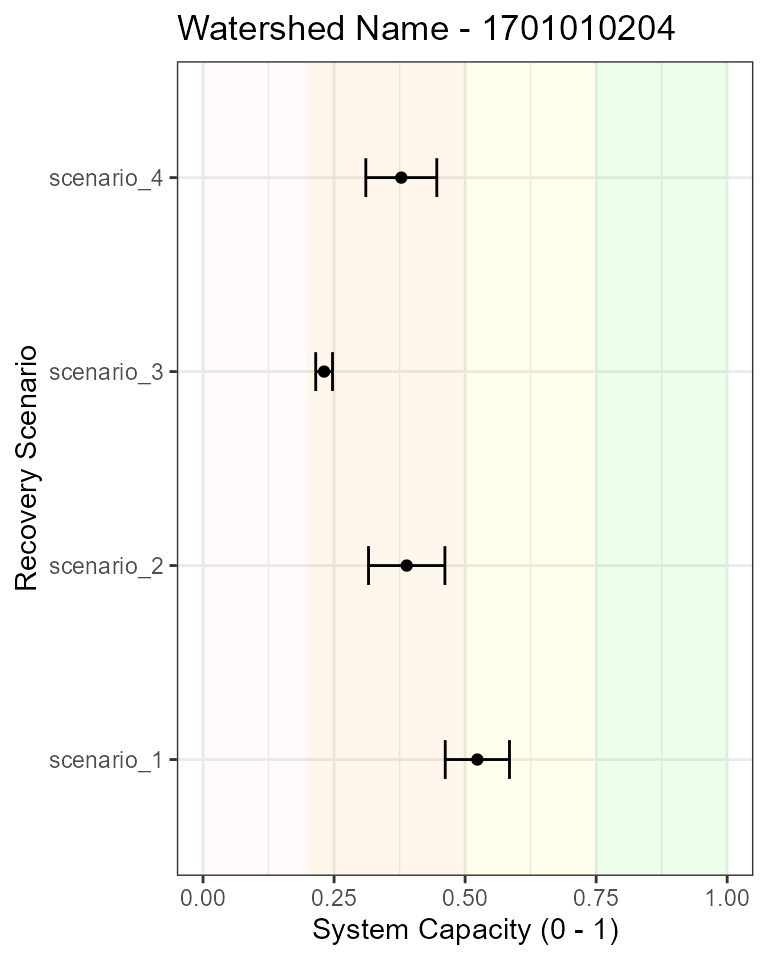 Watershed Name - 1701010204
Recovery Scenario
scenario_4
scenario_3
scenario_2
scenario_1
0.00 0.25 0.50 0.75 1.00
System Capacity (0 - 1)